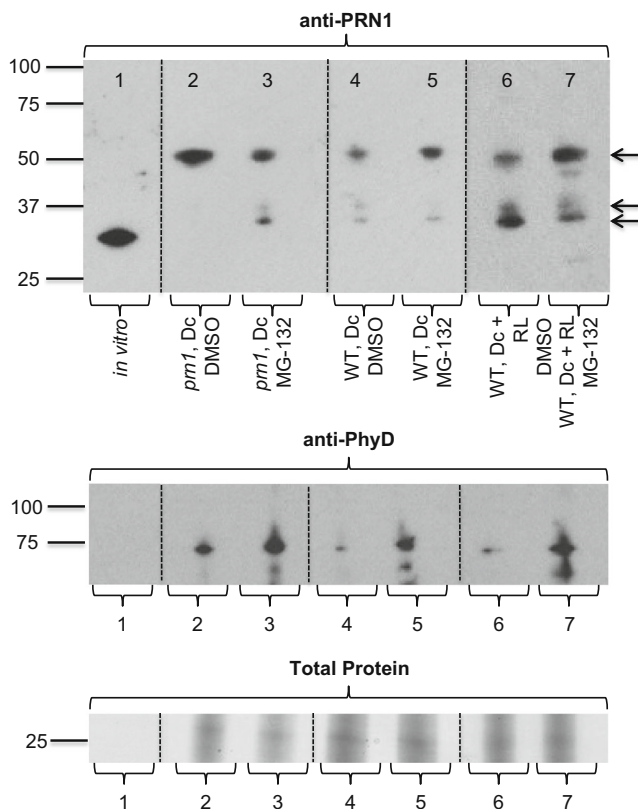 anti-PRN1
100
75
50
37
25
1 2 3 4 5 6 7
in vitro
prn1, Dc
DMSO
prn1, Dc
MG-132
WT, Dc
DMSO
WT, Dc
MG-132
WT, Dc +
RL
DMSO
WT, Dc + RL
MG-132
anti-PhyD
100
75
1 2 3 4 5 6 7
Total Protein
25
1 2 3 4 5 6 7